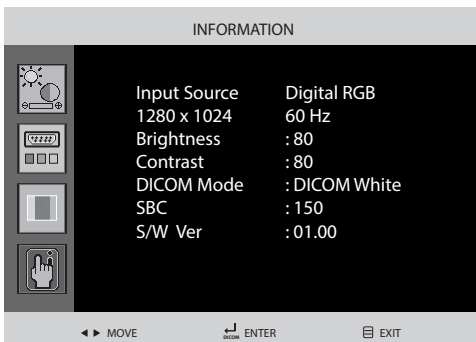 INFORMATION
Input Source Digital RGB
1280 x 1024 60 Hz
Brightness : 80
Contrast : 80
DICOM Mode : DICOM White
SBC : 150
S/W Ver : 01.00
MOVE DICOM ENTER EXIT